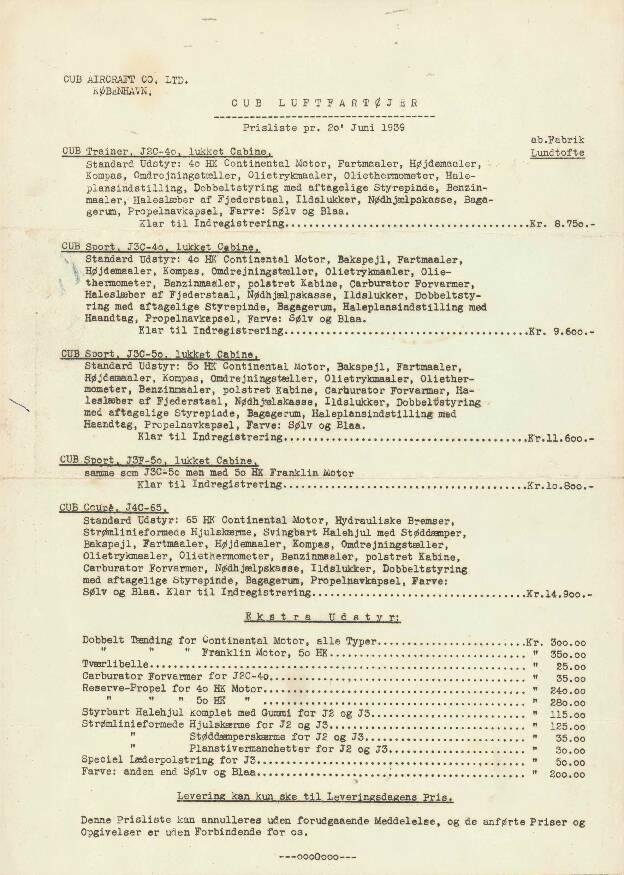 CUB AIRCRAFT CO. LTD.
KØBENHAVN.
CUB LUFTFARTØJER
Prisliste pr. 20' Juni 1939
ab.Fabrik
Lundtofte
CUB Trainer, J2C-40, lukket Cabine.
Standard Udstyr: 40 HK Continental Motor, Fartmaaler, Højdemaaler,
Kompas, Omdrejningstæller, Olietrykmaaler, Oliethermometer, Hale-
plansindstilling, Dobbeltstyring med aftagelige Styrepinde, Benzin-
maaler, Haleslæber af Fjederstaal, Ildslukker, Nødhjælpskasse, Baga-
gerum, Propelnavkapsel, Farve: Sølv og Blaa.
Klar til Indregistrering...................................Kr. 8.750.-
CUB Sport, J3C-40, lukket Cabine.
Standard Udstyr: 40 HK Continental Motor, Bakspejl, Fartmaaler,
Højdemaaler, Kompas, Omdrejningstæller, Olietrykmaaler, Olie-
thermometer, Benzinmaaler, polstret Kabine, Carburator Forvarmer,
Haleslæber af Fjederstaal, Nødhjælpskasse, Ildslukker, Dobbeltsty-
ring med aftagelige Styrepinde, Bagagerum, Haleplansindstilling med
Haandtag, Propelnavkapsel, Farve: Sølv og Blaa.
Klar til Indregistrering...................................Kr. 9.600.-
CUB Sport, J3C-50, lukket Cabine.
Standard Udstyr: 50 HK Continental Motor, Bakspejl, Fartmaaler,
Højdemaaler, Kompas, Omdrejningstæller, Olietrykmaaler, Oliether-
mometer, Benzinmaaler, polstret Kabine, Carburator Forvarmer, Ha-
leslæber af Fjederstaal, Nødhjælpskasse, Ildslukker, Dobbeltstyring
med aftagelige Styrepinde, Bagagerum, Haleplansindstilling med
Haandtag, Propelnavkapsel, Farve: Sølv og Blaa.
Klar til Indregistrering...................................Kr.11.600.-
CUB Sport, J3F-50, lukket Cabine.
samme som J3C-50 men med 50 HK Franklin Motor
Klar til Indregistrering...................................Kr.10.800.-
CUB Coupé, J4C-65.
Standard Udstyr: 65 HK Continental Motor, Hydrauliske Bremser,
Strømlinieformede Hjulskærme, Svingbart Halehjul med Støddæmper,
Bakspejl, Fartmaaler, Højdemaaler, Kompas, Omdrejningstæller,
Olietrykmaaler, Oliethermometer, Benzinmaaler, polstret Kabine,
Carburator Forvarmer, Nødhjælpskasse, Ildslukker, Dobbeltstyring
med aftagelige Styrepinde, Bagagerum, Propelnavkapsel, Farve:
Sølv og Blaa. Klar til Indregistrering...................................Kr.14.900.-
Ekstra Udstyr:
Dobbelt Tænding for Continental Motor, alle Typer......................Kr. 300.00
" " " Franklin Motor, 50 HK.............................. " 350.00
Tværlibelle........................................................ " 25.00
Carburator Forvarmer for J2C-40.................................... " 35.00
Reserve-Propel for 40 HK Motor..................................... " 240.00
" " " 50 HK " ..................................... " 280.00
Styrbart Halehjul Komplet med Gummi for J2 og J3................... " 115.00
Strømlinieformede Hjulskærme for J2 og J3.......................... " 125.00
" Støddæmperskærme for J2 og J3..................... " 35.00
" Planstivermanchetter for J2 og J3................. " 30.00
Special Læderpolstring for J3...................................... " 50.00
Farve: anden end Sølv og Blaa...................................... " 200.00
Levering kan kun ske til Leveringsdagens Pris.
Denne Prisliste kan annulleres uden forudgaaende Meddelelse, og de anførte Priser og
Opgivelser er uden Forbindende for os.
---ooo0ooo---